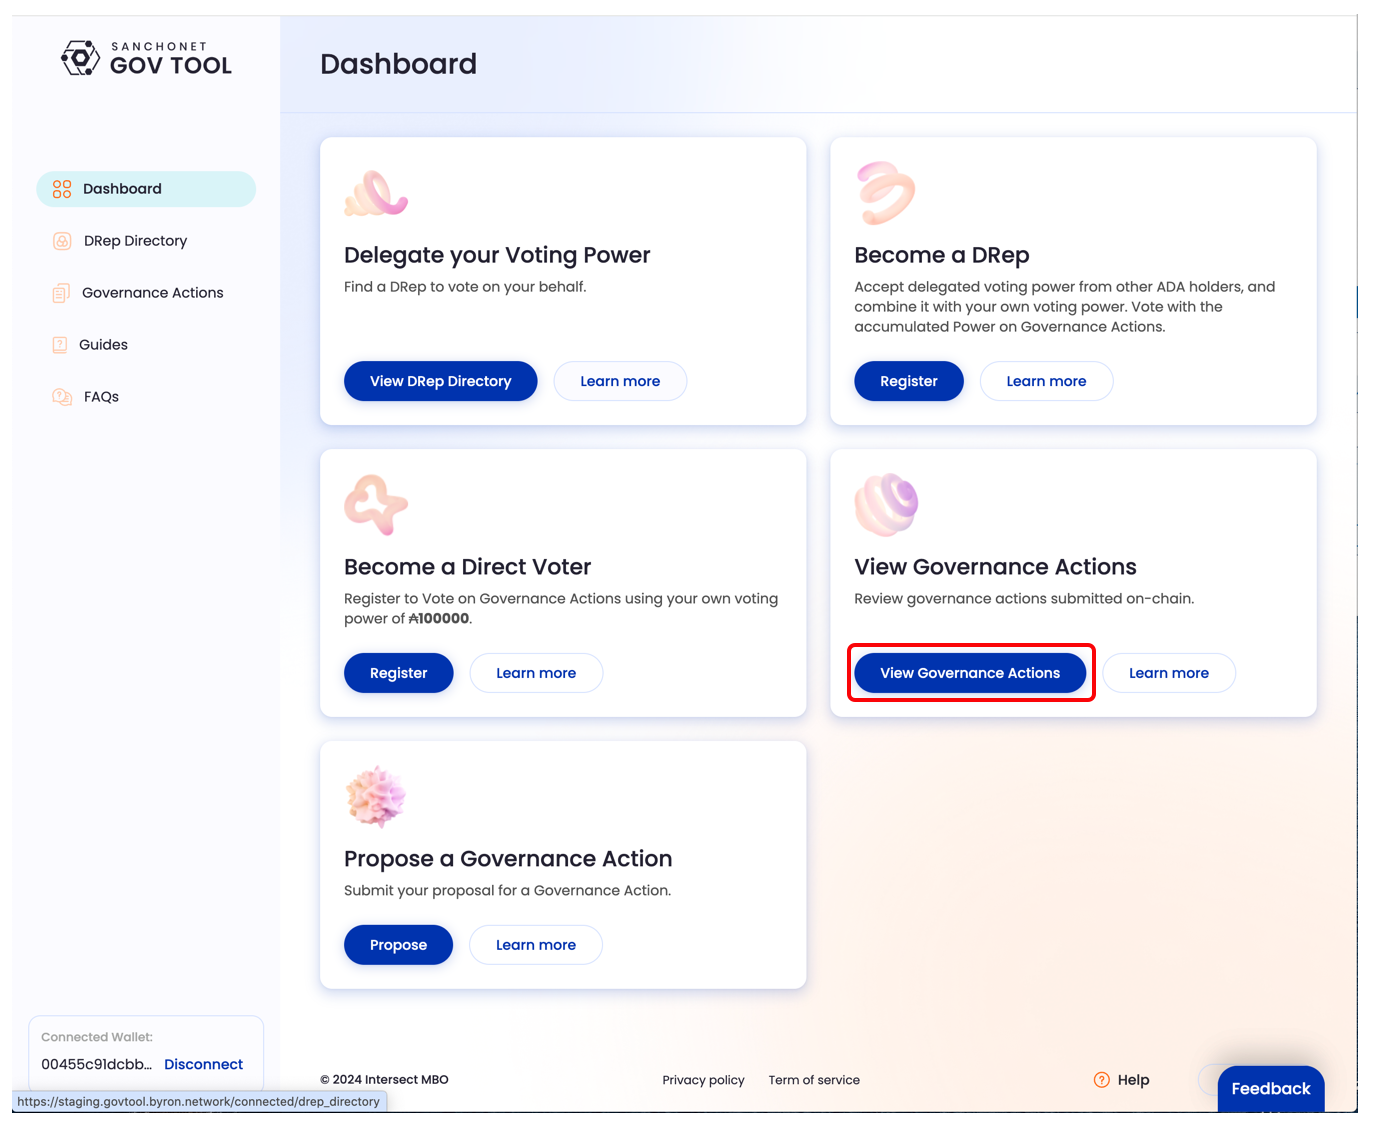 SANCHONET
GOV TOOL
Dashboard
DRep Directory
Governance Actions
Guides
FAQs
Connected Wallet:
00455c91dcbb... Disconnect
https://staging.govtool.byron.network/connected/drep_directory
Dashboard
Delegate your Voting Power
Find a DRep to vote on your behalf.
View DRep Directory
Learn more
Become a DRep
Accept delegated voting power from other ADA holders, and
combine it with your own voting power. Vote with the
accumulated Power on Governance Actions.
Register
Learn more
Become a Direct Voter
Register to Vote on Governance Actions using your own voting
power of ₳100000.
Register
Learn more
View Governance Actions
Review governance actions submitted on-chain.
View Governance Actions
Learn more
Propose a Governance Action
Submit your proposal for a Governance Action.
Propose
Learn more
© 2024 Intersect MBO
Privacy policy
Term of service
Help
Feedback